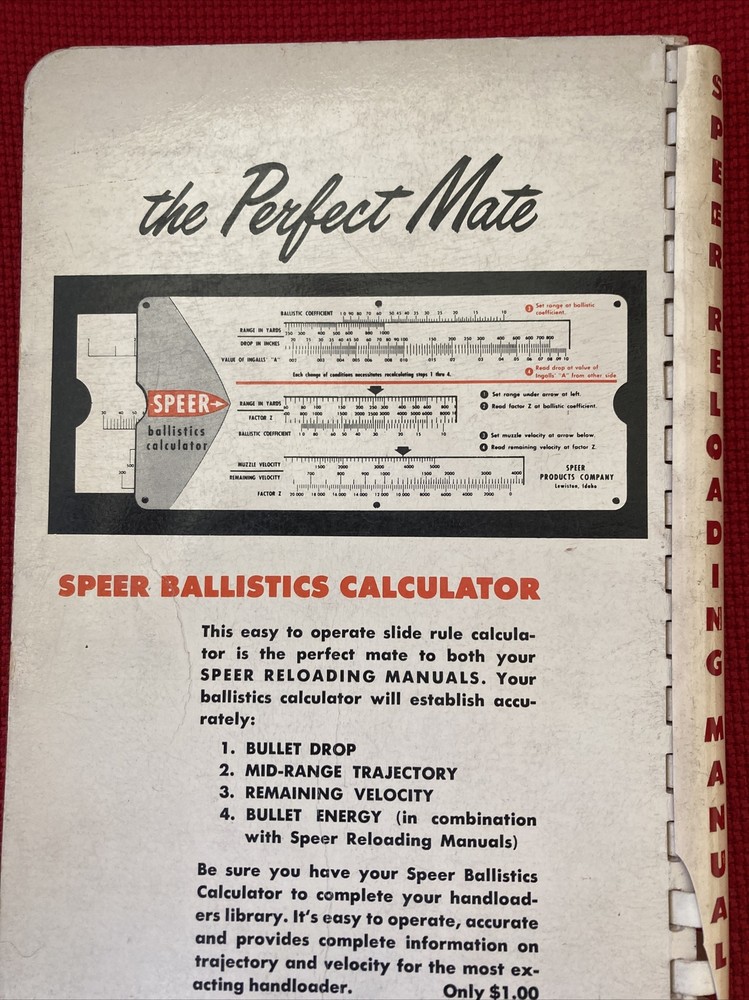 the Perfect Mate
BALLISTIC COEFFICIENT
③ Set range at ballistic
coefficient.
RANGE IN YARDS
DROP IN INCHES
VALUE OF INGALLS' "A"
Each change of conditions necessitates recalculating steps 1 thru 4.
④ Read drop at value of
Ingalls' "A" from other side
SPEER
ballistics
calculator
RANGE IN YARDS
FACTOR Z
BALLISTIC COEFFICIENT
① Set range under arrow at left.
② Read factor Z at ballistic coefficient.
③ Set muzzle velocity at arrow below.
④ Read remaining velocity at factor Z.
MUZZLE VELOCITY
REMAINING VELOCITY
FACTOR Z
SPEER
PRODUCTS COMPANY
Lewiston, Idaho
SPEER BALLISTICS CALCULATOR
This easy to operate slide rule calcula-
tor is the perfect mate to both your
SPEER RELOADING MANUALS. Your
ballistics calculator will establish accu-
rately:
1. BULLET DROP
2. MID-RANGE TRAJECTORY
3. REMAINING VELOCITY
4. BULLET ENERGY (in combination
with Speer Reloading Manuals)
Be sure you have your Speer Ballistics
Calculator to complete your handload-
ers library. It's easy to operate, accurate
and provides complete information on
trajectory and velocity for the most ex-
acting handloader. Only $1.00
SPEER RELOADING MANUAL